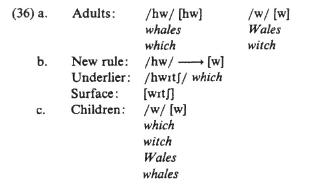 (36) a. Adults: /hw/ [hw] /w/ [w]
whales Wales
which witch
b. New rule: /hw/ ⟶ [w]
Underlier: /hwɪtʃ/ which
Surface: [wɪtʃ]
c. Children: /w/ [w]
which
witch
Wales
whales